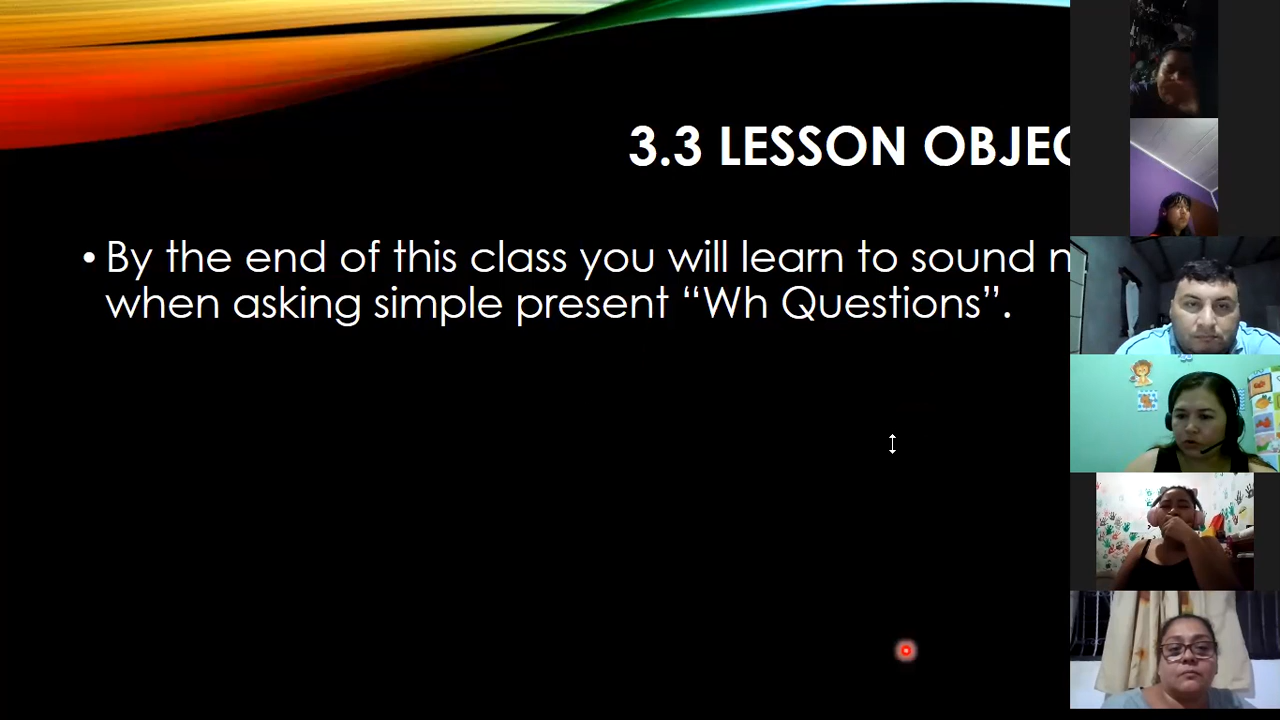 3.3 LESSON
• By the end of this class you will learn to sound
when asking simple present “Wh Questions”.